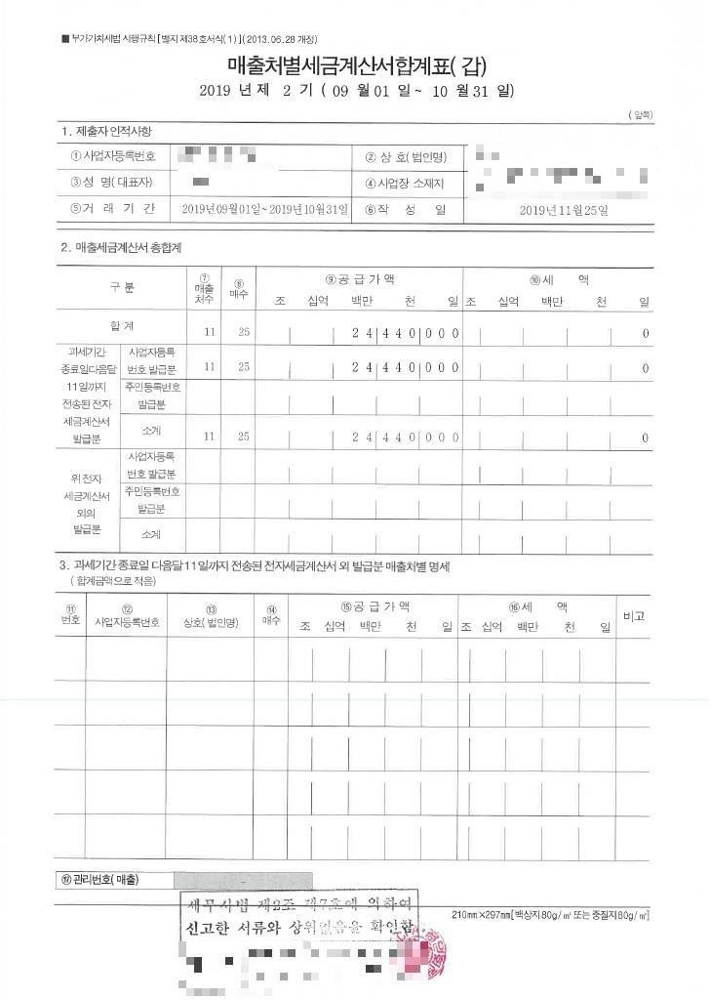 ■ 부가가치세법 시행규칙 [별지 제38호서식(1)] (2013.06.28 개정)
매출처별세금계산서합계표( 갑)
2019 년 제 2 기 ( 09 월 01 일 ~ 10 월 31 일)
( 앞쪽)
1. 제출자 인적사항
① 사업자등록번호 ② 상 호( 법인명)
③ 성 명( 대표자) ④ 사업장 소재지
⑤ 거 래 기 간 2019년09월01일~2019년10월31일 ⑥ 작 성 일 2019년11월25일
2. 매출세금계산서 총합계
구 분 ⑦ 매출처수 ⑧ 매수 ⑨ 공 급 가 액 ⑩ 세 액
조 십억 백만 천 일 조 십억 백만 천 일
합 계 11 25 24 440 000 0
과세기간 종료일다음달 11일까지 전송된 전자 세금계산서 발급분
사업자등록 번호 발급분 11 25 24 440 000 0
주민등록번호 발급분
소계 11 25 24 440 000 0
위 전자 세금계산서 외의 발급분
사업자등록 번호 발급분
주민등록번호 발급분
소계
3. 과세기간 종료일 다음달 11일까지 전송된 전자세금계산서 외 발급분 매출처별 명세
( 합계금액으로 적음)
⑪ 번호 ⑫ 사업자등록번호 ⑬ 상호( 법인명) ⑭ 매수 ⑮ 공 급 가 액 ⑯ 세 액 비고
조 십억 백만 천 일 조 십억 백만 천 일
⑰ 관리번호( 매출) -
210㎜×297㎜[ 백상지 80g/㎡ 또는 중질지 80g/㎡]
세무사법 제2조 제7호에 의하여
신고한 서류와 상위없음을 확인함